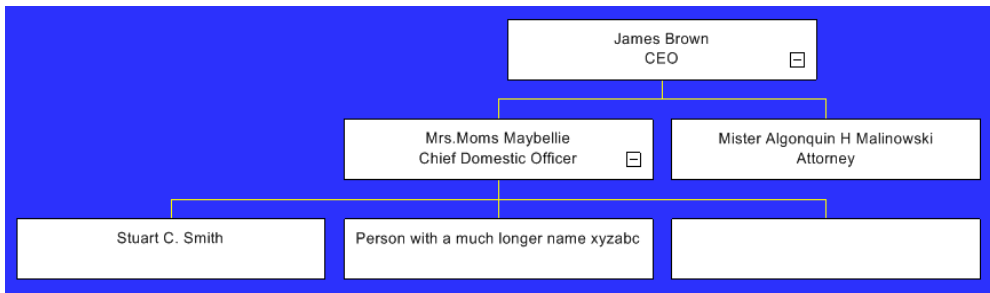 James Brown
CEO
Mrs.Moms Maybellie
Chief Domestic Officer
Mister Algonquin H Malinowski
Attorney
Stuart C. Smith
Person with a much longer name xyzabc